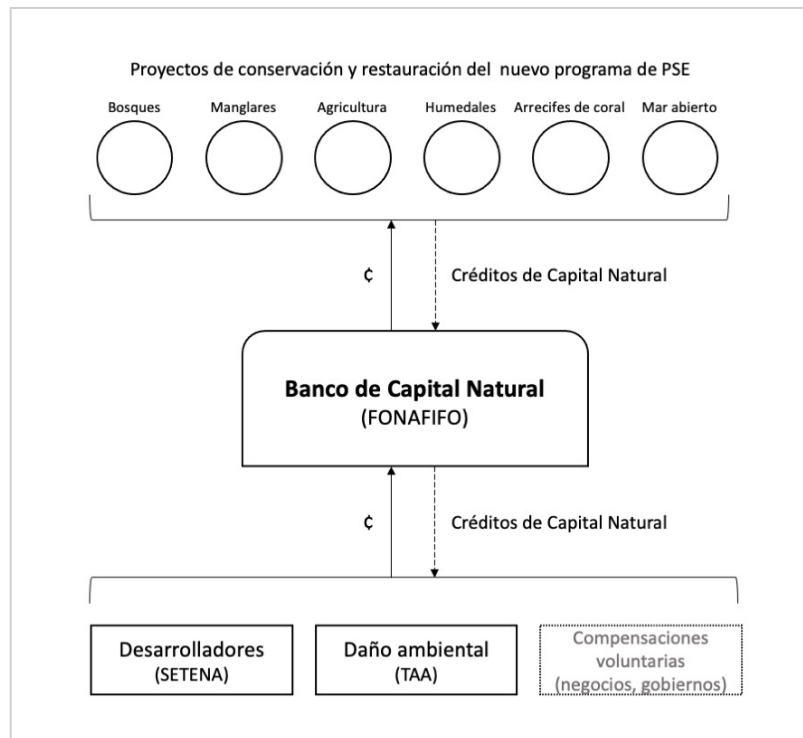 Proyectos de conservación y restauración del nuevo programa de PSE
Bosques
Manglares
Agricultura
Humedales
Arrecifes de coral
Mar abierto
₵
Créditos de Capital Natural
Banco de Capital Natural
(FONAFIFO)
₵
Créditos de Capital Natural
Desarrolladores
(SETENA)
Daño ambiental
(TAA)
Compensaciones
voluntarias
(negocios, gobiernos)